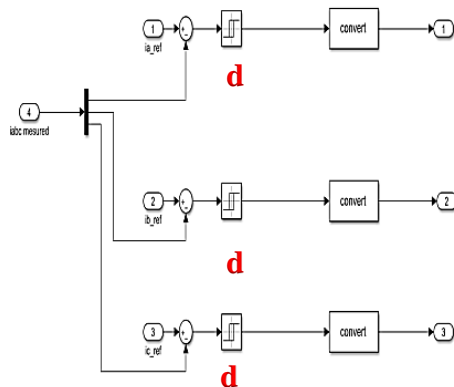 1
+
-
convert
1
ia_ref
d
4
iabc mesured
2
+
-
convert
2
ib_ref
d
3
+
-
convert
3
ic_ref
d